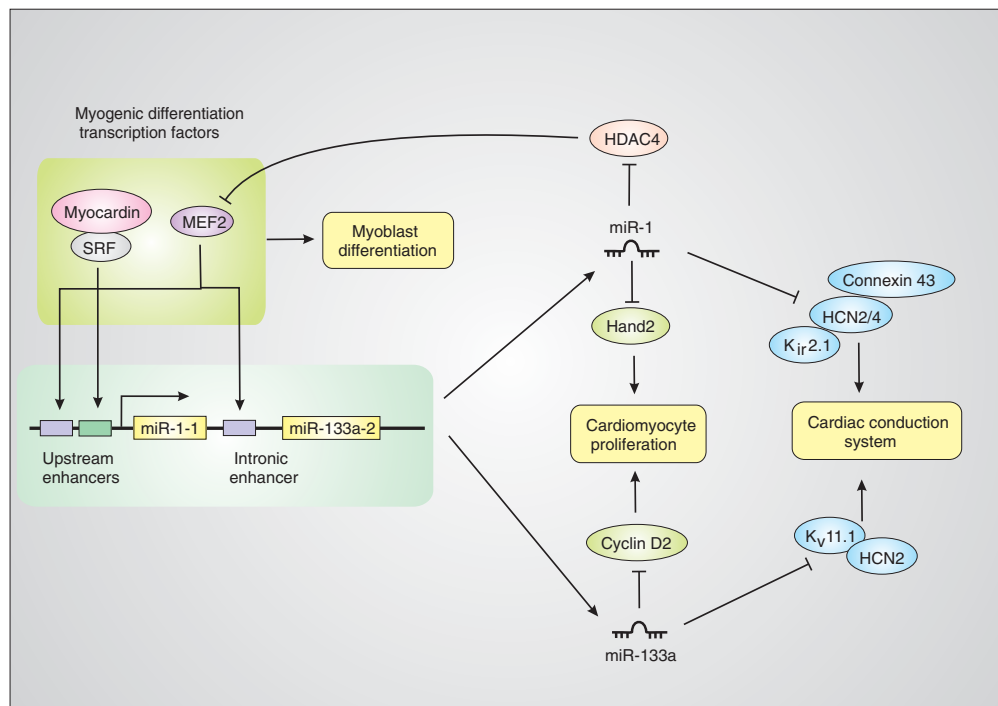 Myogenic differentiation
transcription factors
Myocardin
SRF
MEF2
Myoblast
differentiation
HDAC4
miR-1
Hand2
Connexin 43
HCN2/4
Kir2.1
miR-1-1
miR-133a-2
Upstream
enhancers
Intronic
enhancer
Cardiomyocyte
proliferation
Cardiac conduction
system
Cyclin D2
Kv11.1
HCN2
miR-133a